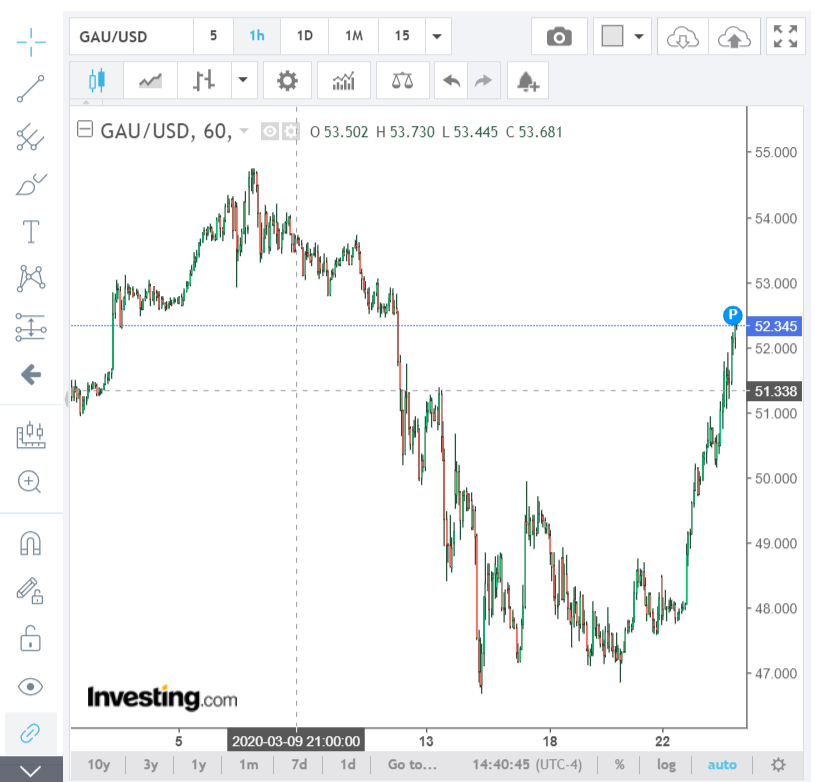 GAU/USD 5 1h 1D 1M 15
GAU/USD, 60, O 53.502 H 53.730 L 53.445 C 53.681
55.000
54.000
53.000
P
52.345
52.000
51.338
51.000
50.000
49.000
48.000
47.000
Investing.com
5 2020-03-09 21:00:00 13 18 22
10y 3y 1y 1m 7d 1d Go to... 14:40:45 (UTC-4) % log auto